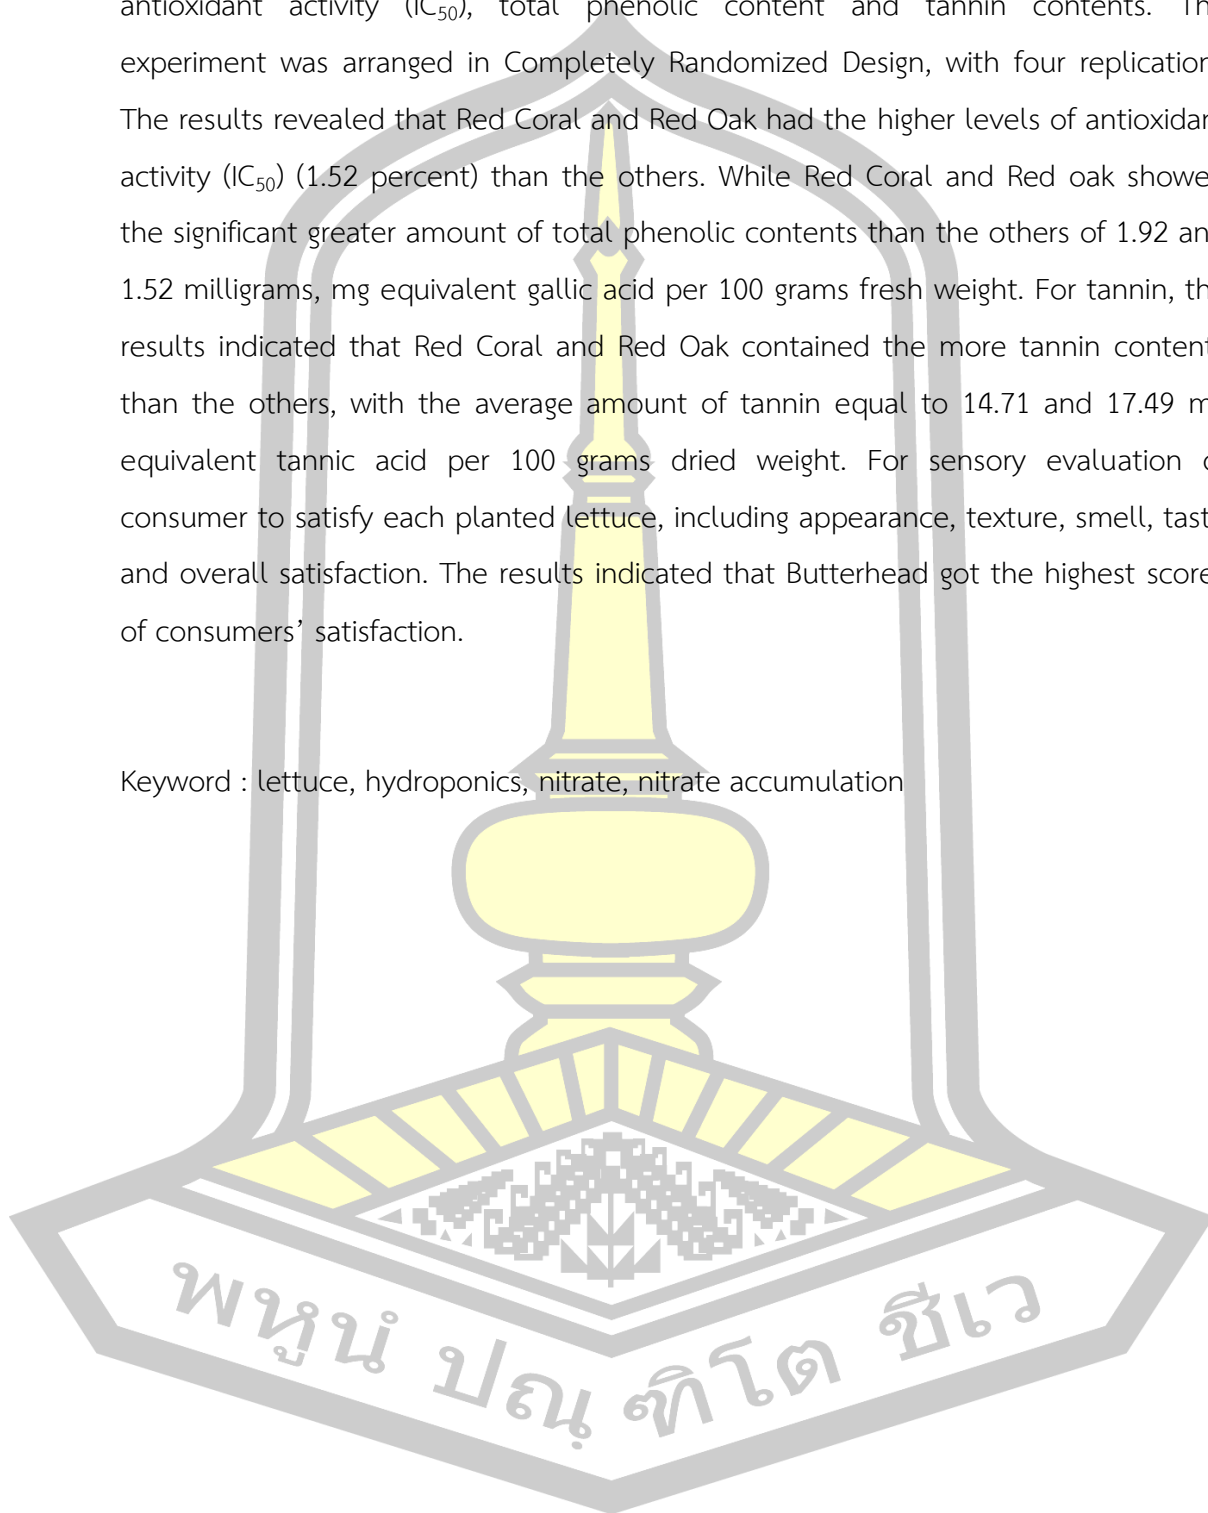 antioxidant activity (IC50), total phenolic content and tannin contents. Th
experiment was arranged in Completely Randomized Design, with four replication
The results revealed that Red Coral and Red Oak had the higher levels of antioxidan
activity (IC50) (1.52 percent) than the others. While Red Coral and Red oak showe
the significant greater amount of total phenolic contents than the others of 1.92 an
1.52 milligrams, mg equivalent gallic acid per 100 grams fresh weight. For tannin, th
results indicated that Red Coral and Red Oak contained the more tannin content
than the others, with the average amount of tannin equal to 14.71 and 17.49 m
equivalent tannic acid per 100 grams dried weight. For sensory evaluation o
consumer to satisfy each planted lettuce, including appearance, texture, smell, tast
and overall satisfaction. The results indicated that Butterhead got the highest score
of consumers’ satisfaction.
Keyword : lettuce, hydroponics, nitrate, nitrate accumulation
พหูนํ ปณฺฑิโต ชีเว